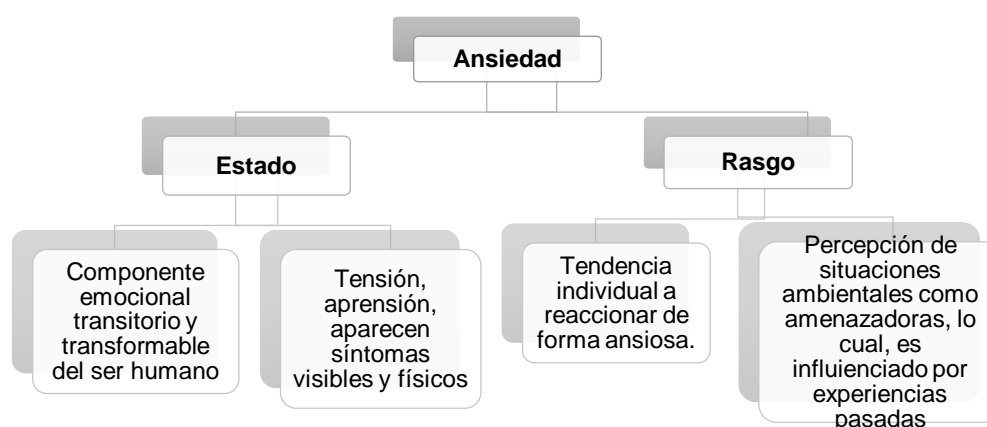 Ansiedad
Estado
Rasgo
Componente
emocional
transitorio y
transformable
del ser humano
Tensión,
aprensión,
aparecen
síntomas
visibles y físicos
Tendencia
individual a
reaccionar de
forma ansiosa.
Percepción de
situaciones
ambientales como
amenazadoras, lo
cual, es
influienciado por
experiencias
pasadas